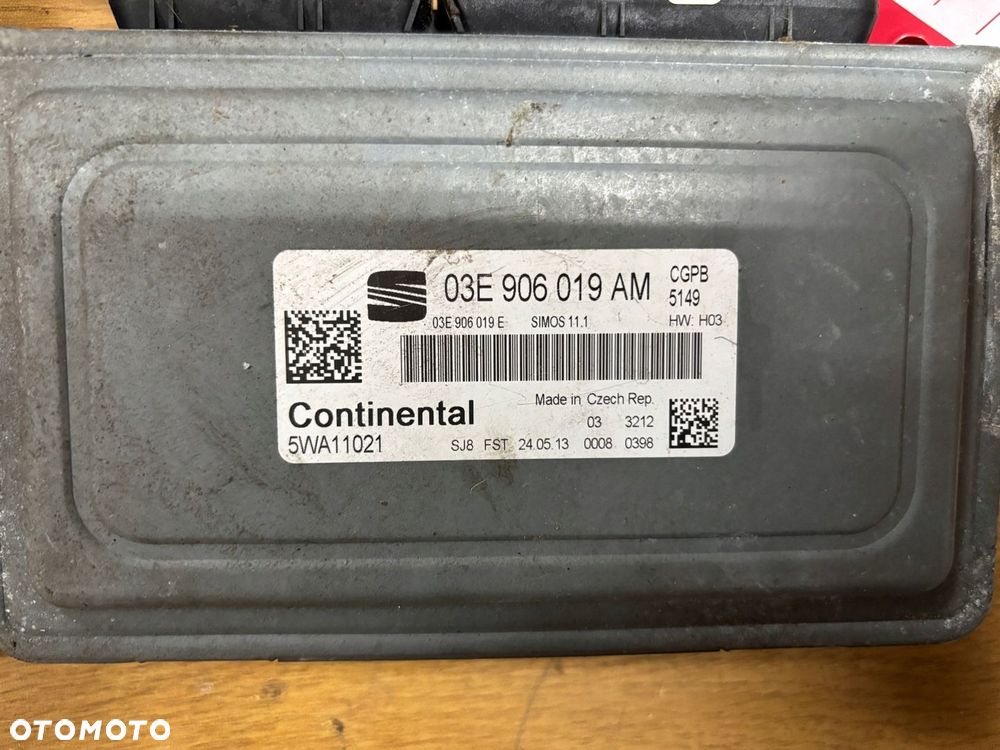 03E 906 019 AM
CGPB
5149
03E 906 019 E SIMOS 11.1 HW: H03
Made in Czech Rep.
Continental
03 3212
5WA11021 SJ8 FST 24.05.13 0008 0398
OTOMOTO